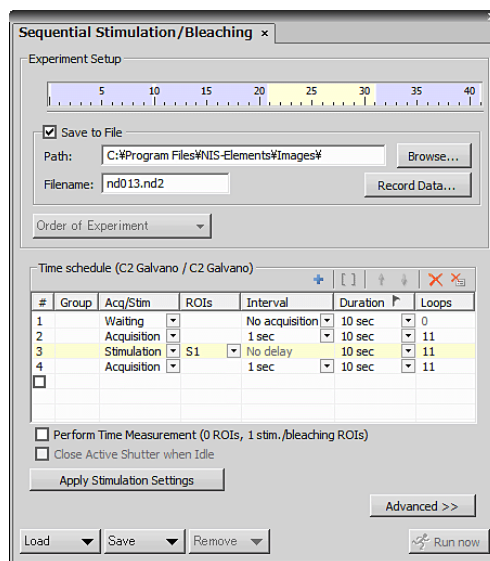 Sequential Stimulation/Bleaching ×
Experiment Setup
5 10 15 20 25 30 35 40
Save to File
Path: C:¥Program Files¥NIS-Elements¥Images¥ Browse...
Filename: nd013.nd2 Record Data...
Order of Experiment
Time schedule (C2 Galvano / C2 Galvano)
# Group Acq/Stim ROIs Interval Duration Loops
1 Waiting No acquisition 10 sec 0
2 Acquisition 1 sec 10 sec 11
3 Stimulation S1 No delay 10 sec 11
4 Acquisition 1 sec 10 sec 11
Perform Time Measurement (0 ROIs, 1 stim./bleaching ROIs)
Close Active Shutter when Idle
Apply Stimulation Settings
Advanced >>
Load Save Remove Run now